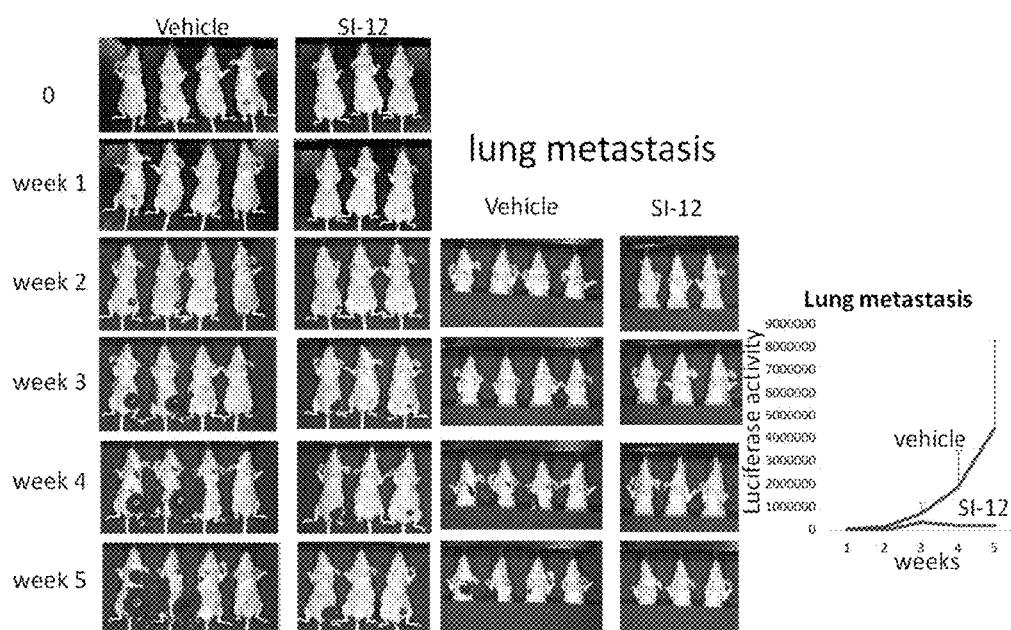 Vehicle
SI-12
0
week 1
week 2
week 3
week 4
week 5
lung metastasis
Vehicle
SI-12
Lung metastasis
Luciferase activity
9000000
8000000
7000000
6000000
5000000
4000000
3000000
2000000
1000000
0
vehicle
SI-12
1 2 3 4 5
weeks